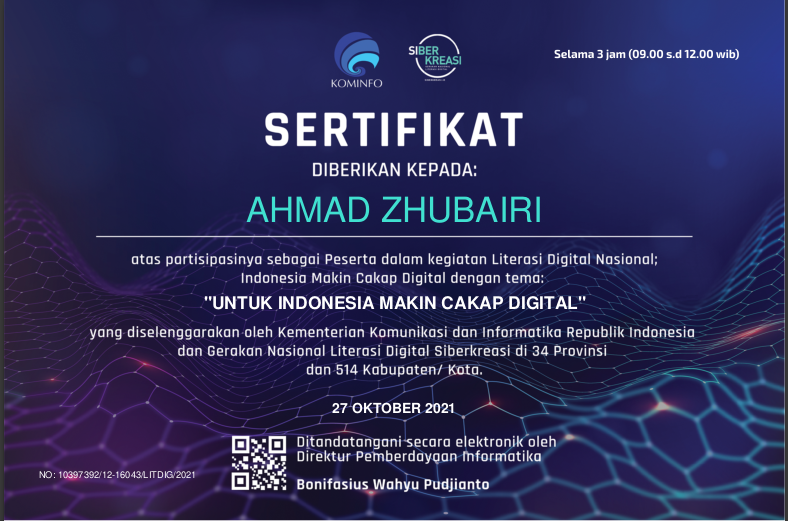 KOMINFO
SIBER
KREASI
Selama 3 jam (09.00 s.d 12.00 wib)
SERTIFIKAT
DIBERIKAN KEPADA:
AHMAD ZHUBAIRI
atas partisipasinya sebagai Peserta dalam kegiatan Literasi Digital Nasional;
Indonesia Makin Cakap Digital dengan tema:
"UNTUK INDONESIA MAKIN CAKAP DIGITAL"
yang diselenggarakan oleh Kementerian Komunikasi dan Informatika Republik Indonesia
dan Gerakan Nasional Literasi Digital Siberkreasi di 34 Provinsi
dan 514 Kabupaten/ Kota.
27 OKTOBER 2021
Ditandatangani secara elektronik oleh
Direktur Pemberdayaan Informatika
Bonifasius Wahyu Pudjianto
NO: 10397392/12-16043/LITDIG/2021